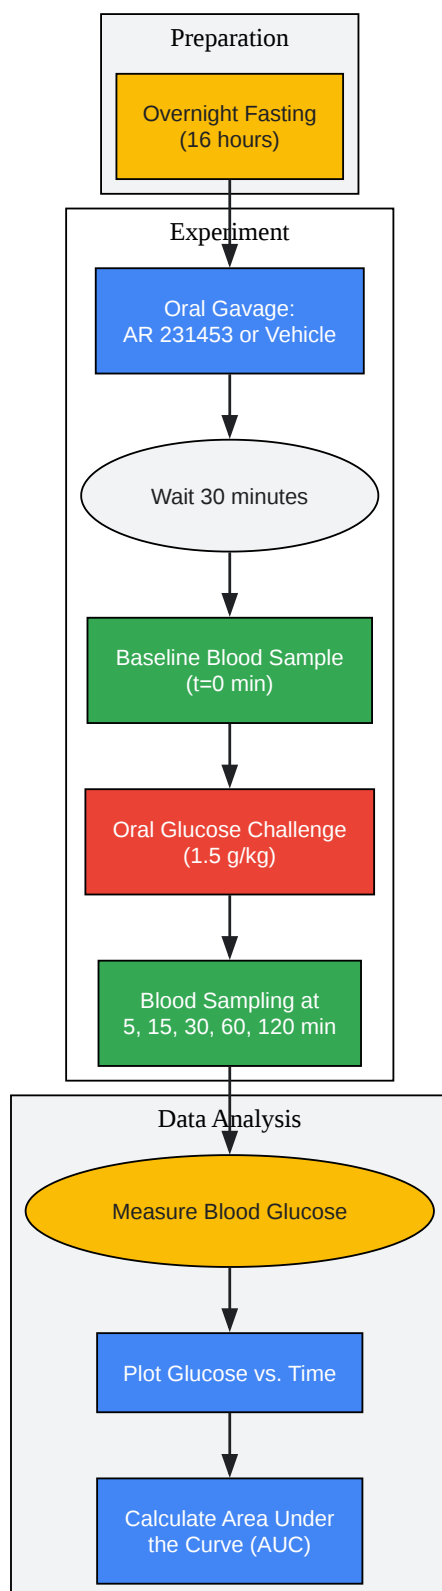 Preparation
Overnight Fasting
(16 hours)
Experiment
Oral Gavage:
AR 231453 or Vehicle
Wait 30 minutes
Baseline Blood Sample
(t=0 min)
Oral Glucose Challenge
(1.5 g/kg)
Blood Sampling at
5, 15, 30, 60, 120 min
Data Analysis
Measure Blood Glucose
Plot Glucose vs. Time
Calculate Area Under
the Curve (AUC)